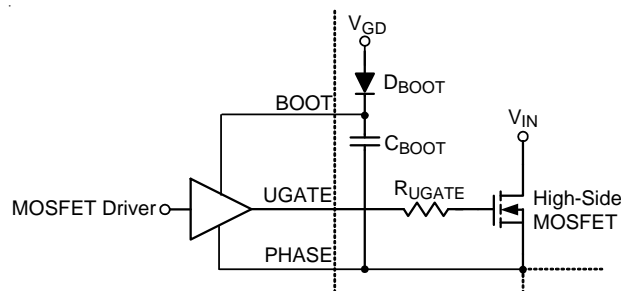 VGD
DBOOT
BOOT
CBOOT
VIN
MOSFET Driver
UGATE
RUGATE
High-Side
MOSFET
PHASE